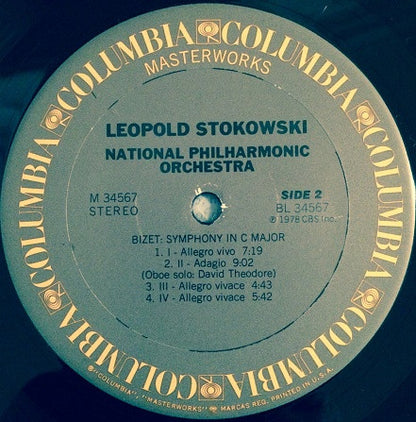 COLUMBIA COLUMBIA COLUMBIA COLUMBIA COLUMBIA COLUMBIA
MASTERWORKS
LEOPOLD STOKOWSKI
NATIONAL PHILHARMONIC
ORCHESTRA
M 34567
STEREO
SIDE 2
BL 34567
℗ 1978 CBS Inc.
BIZET: SYMPHONY IN C MAJOR
1. I - Allegro vivo 7:19
2. II - Adagio 9:02
(Oboe solo: David Theodore)
3. III - Allegro vivace 4:43
4. IV - Allegro vivace 5:42
®"COLUMBIA", "MASTERWORKS" MARCAS REG. PRINTED IN U.S.A.